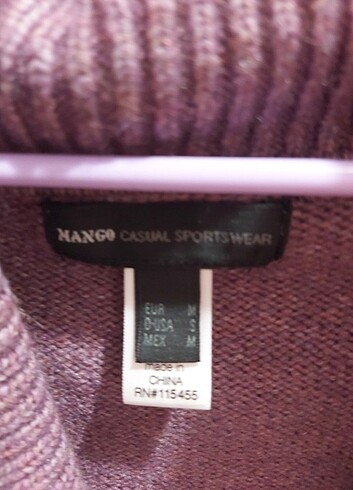 MANGO CASUAL SPORTSWEAR
EUR M
O-USA S
MEX M
made in
CHINA
RN#115455